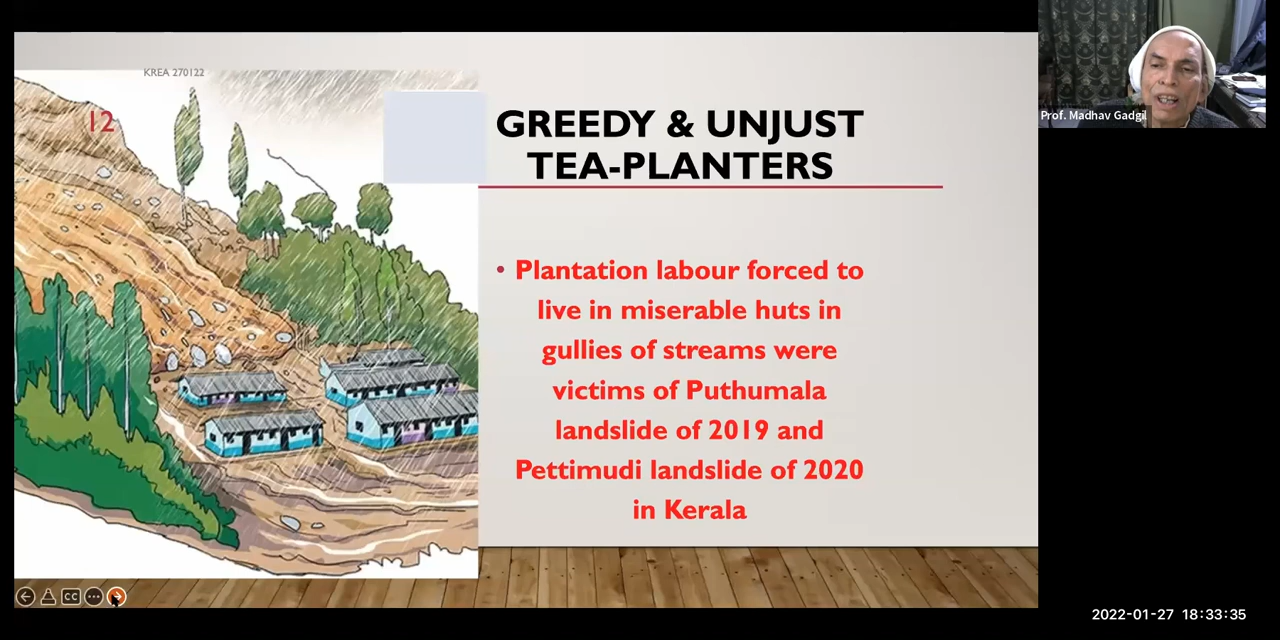 KREA 270122
12
GREEDY & UNJUST
TEA-PLANTERS
• Plantation labour forced to
live in miserable huts in
gullies of streams were
victims of Puthumala
landslide of 2019 and
Pettimudi landslide of 2020
in Kerala
Prof. Madhav Gadgil
CC
2022-01-27 18:33:35